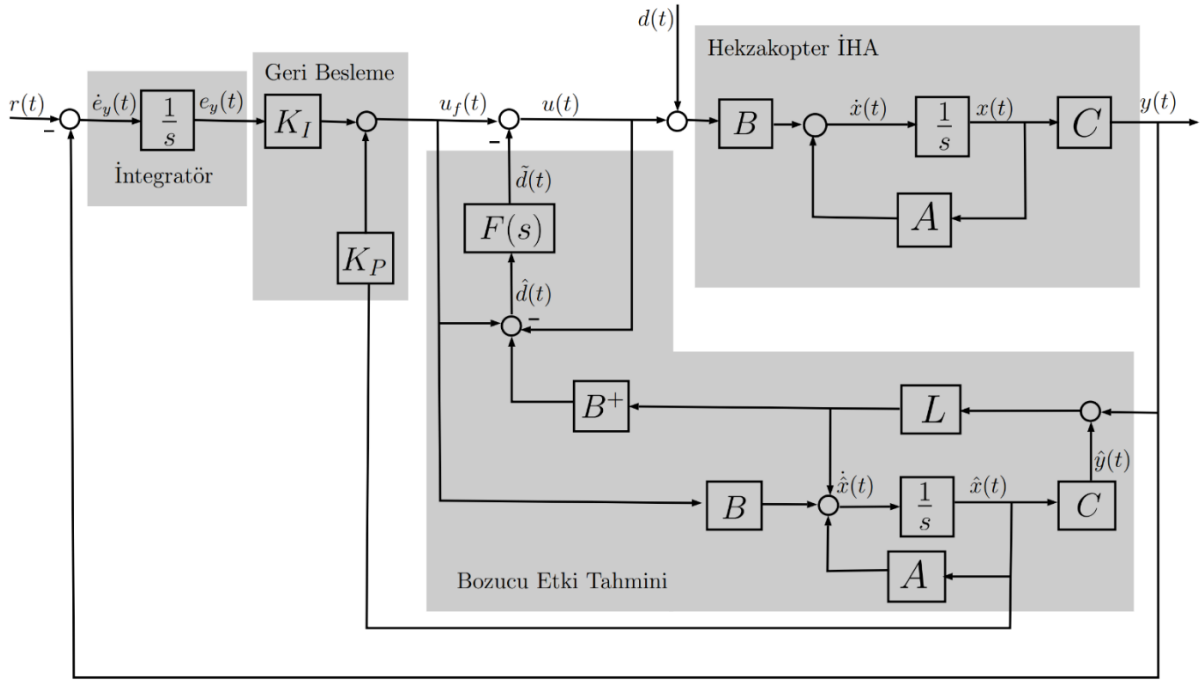 d(t)
Hekzakopter İHA
Geri Besleme
r(t)
ė_y(t)
1/s
e_y(t)
K_I
u_f(t)
u(t)
B
ẋ(t)
1/s
x(t)
C
y(t)
-
-
İntegratör
d̃(t)
F(s)
A
K_P
d̂(t)
-
B⁺
L
ŷ(t)
B
x̂̇(t)
1/s
x̂(t)
C
A
Bozucu Etki Tahmini